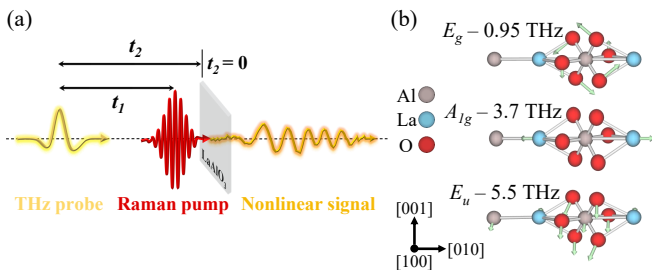 (a)
t2
t2 = 0
t1
LaAlO3
THz probe
Raman pump
Nonlinear signal
(b)
Eg – 0.95 THz
Al
La
O
A1g – 3.7 THz
Eu – 5.5 THz
[001]
[010]
[100]